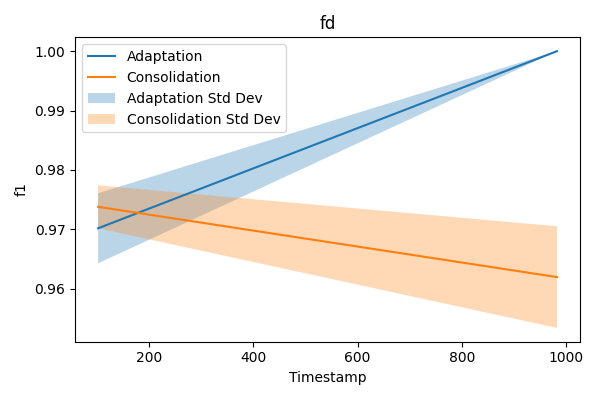 fd
Adaptation
Consolidation
Adaptation Std Dev
Consolidation Std Dev
1.00
0.99
0.98
0.97
0.96
f1
200
400
600
800
1000
Timestamp